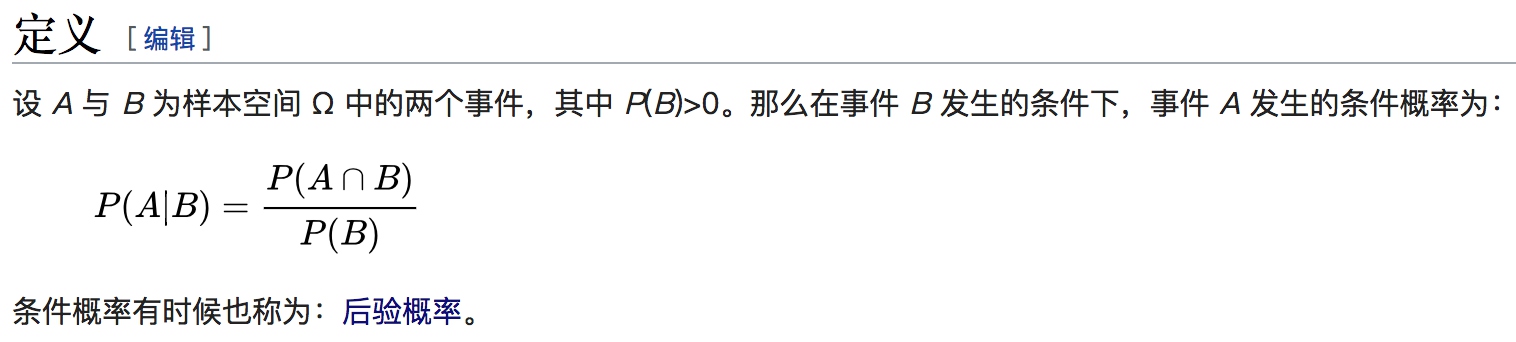 定义 [编辑]
设 A 与 B 为样本空间 Ω 中的两个事件，其中 P(B)>0。那么在事件 B 发生的条件下，事件 A 发生的条件概率为：
P(A|B) = P(A ∩ B) / P(B)
条件概率有时候也称为：后验概率。